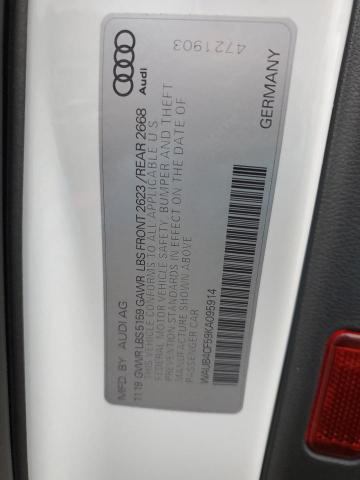 Audi
4721903
GERMANY
MFD. BY AUDI AG
11.19 GVWR LBS 5159 GAWR LBS FRONT 2623 / REAR 2668
THIS VEHICLE CONFORMS TO ALL APPLICABLE U S
FEDERAL MOTOR VEHICLE SAFETY, BUMPER AND THEFT
PREVENTION STANDARDS IN EFFECT ON THE DATE OF
MANUFACTURE SHOWN ABOVE
PASSENGER CAR
WAUB4CF59KA095914